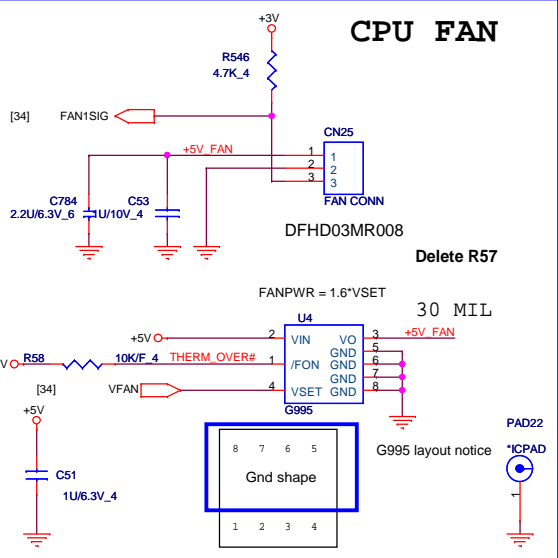 CPU FAN
+3V
R546
4.7K_4
[34]
FAN1SIG
CN25
+5V_FAN
1 1
2 2
3 3
FAN CONN
C784
2.2U/6.3V_6
C53
1U/10V_4
DFHD03MR008
Delete R57
FANPWR = 1.6*VSET
30 MIL
U4
+5V
2 VIN VO 3
+5V_FAN
GND 5
V R58
10K/F_4
THERM_OVER#
1 /FON GND 6
GND 7
[34]
VFAN
4 VSET GND 8
G995
+5V
C51
1U/6.3V_4
8 7 6 5
Gnd shape
1 2 3 4
G995 layout notice
PAD22
*ICPAD
1